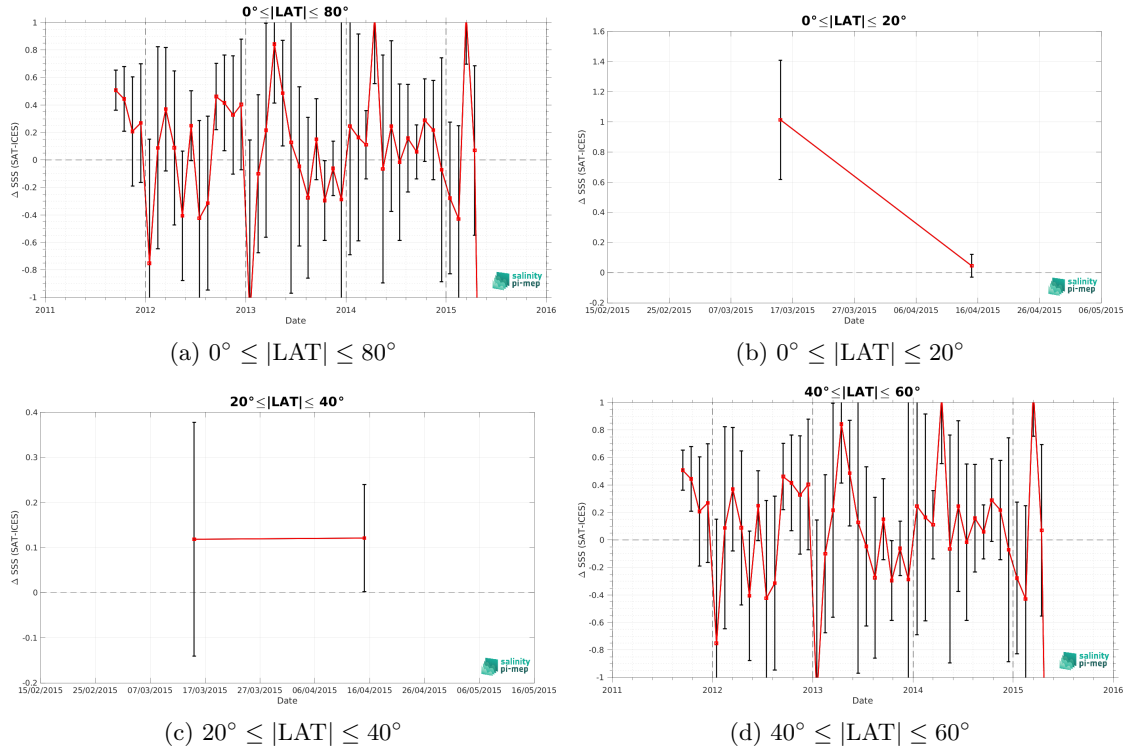 0°≤|LAT|≤ 80°
Δ SSS (SAT-ICES)
1
0.8
0.6
0.4
0.2
0
-0.2
-0.4
-0.6
-0.8
-1
2011 2012 2013 2014 2015 2016
Date
salinity
pi-mep
(a) 0° ≤ |LAT| ≤ 80°
0°≤|LAT|≤ 20°
Δ SSS (SAT-ICES)
1.6
1.4
1.2
1
0.8
0.6
0.4
0.2
0
-0.2
15/02/2015 25/02/2015 07/03/2015 17/03/2015 27/03/2015 06/04/2015 16/04/2015 26/04/2015 06/05/2015
Date
salinity
pi-mep
(b) 0° ≤ |LAT| ≤ 20°
20°≤|LAT|≤ 40°
Δ SSS (SAT-ICES)
0.4
0.3
0.2
0.1
0
-0.1
-0.2
15/02/2015 25/02/2015 07/03/2015 17/03/2015 27/03/2015 06/04/2015 16/04/2015 26/04/2015 06/05/2015 16/05/2015
Date
salinity
pi-mep
(c) 20° ≤ |LAT| ≤ 40°
40°≤|LAT|≤ 60°
Δ SSS (SAT-ICES)
1
0.8
0.6
0.4
0.2
0
-0.2
-0.4
-0.6
-0.8
-1
2011 2012 2013 2014 2015 2016
Date
salinity
pi-mep
(d) 40° ≤ |LAT| ≤ 60°